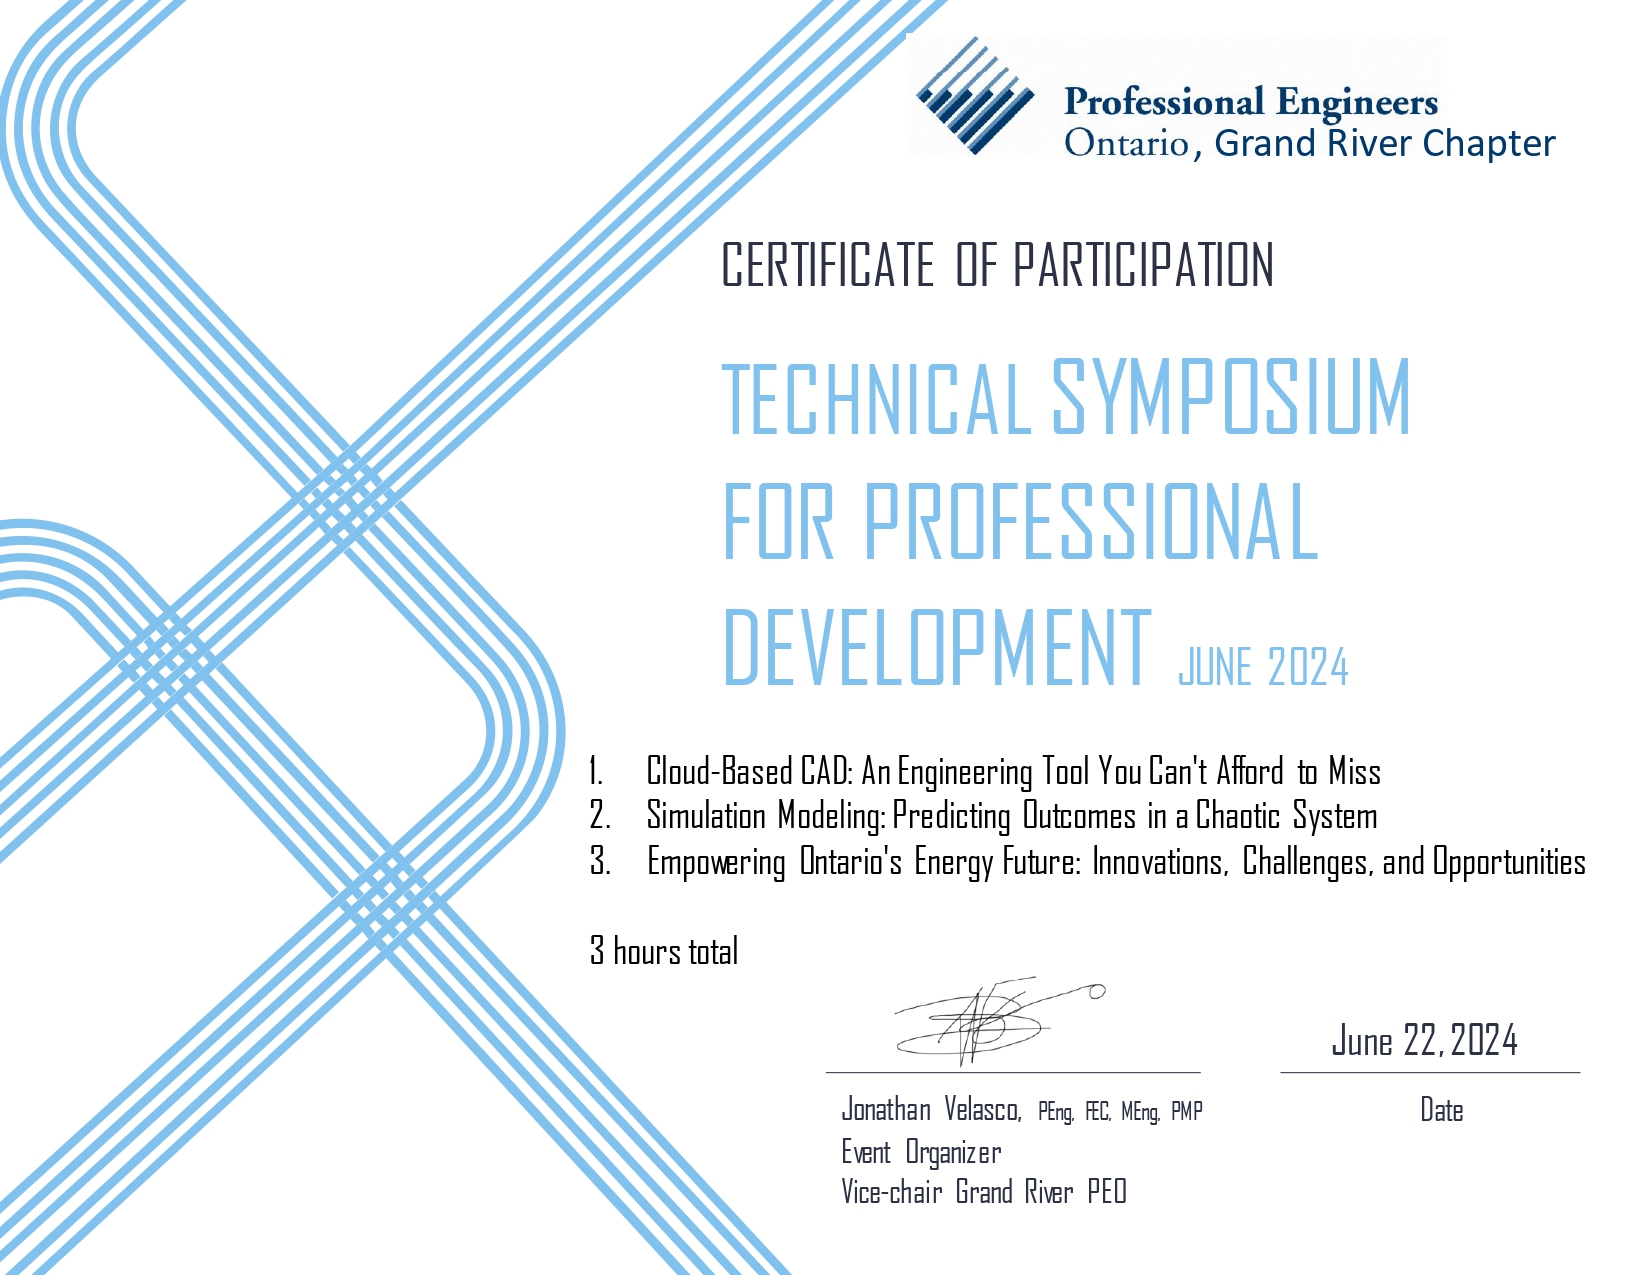 Professional Engineers
Ontario, Grand River Chapter
CERTIFICATE OF PARTICIPATION
TECHNICAL SYMPOSIUM
FOR PROFESSIONAL
DEVELOPMENT JUNE 2024
1. Cloud-Based CAD: An Engineering Tool You Can't Afford to Miss
2. Simulation Modeling: Predicting Outcomes in a Chaotic System
3. Empowering Ontario's Energy Future: Innovations, Challenges, and Opportunities
3 hours total
June 22, 2024
Jonathan Velasco, PEng, FEC, MEng, PMP
Date
Event Organizer
Vice-chair Grand River PEO